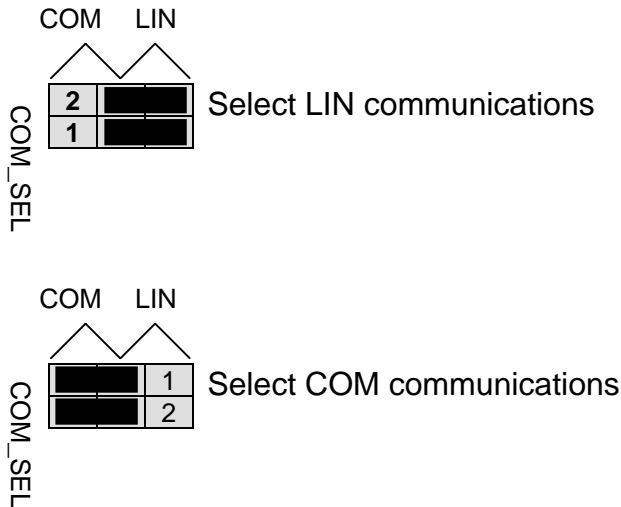 COM LIN
2
1
COM_SEL
Select LIN communications
COM LIN
1
2
COM_SEL
Select COM communications